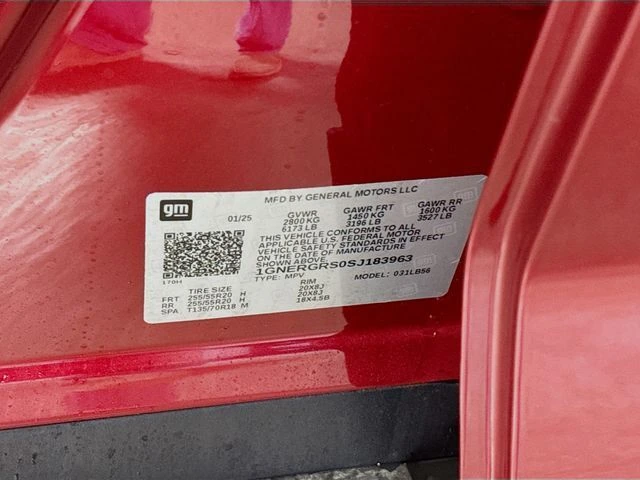 MFD BY GENERAL MOTORS LLC
gm
01/25
GVWR GAWR FRT GAWR RR
2800 KG 1450 KG 1600 KG
6173 LB 3196 LB 3527 LB
THIS VEHICLE CONFORMS TO ALL
APPLICABLE U.S. FEDERAL MOTOR
VEHICLE SAFETY STANDARDS IN EFFECT
ON THE DATE OF MANUFACTURE
SHOWN ABOVE.
1GNERGRS0SJ183963
TYPE: MPV MODEL: 031LB56
170H
TIRE SIZE RIM
FRT 255/55R20 H 20X8J
RR 255/55R20 H 20X8J
SPA T135/70R18 M 18X4.5B